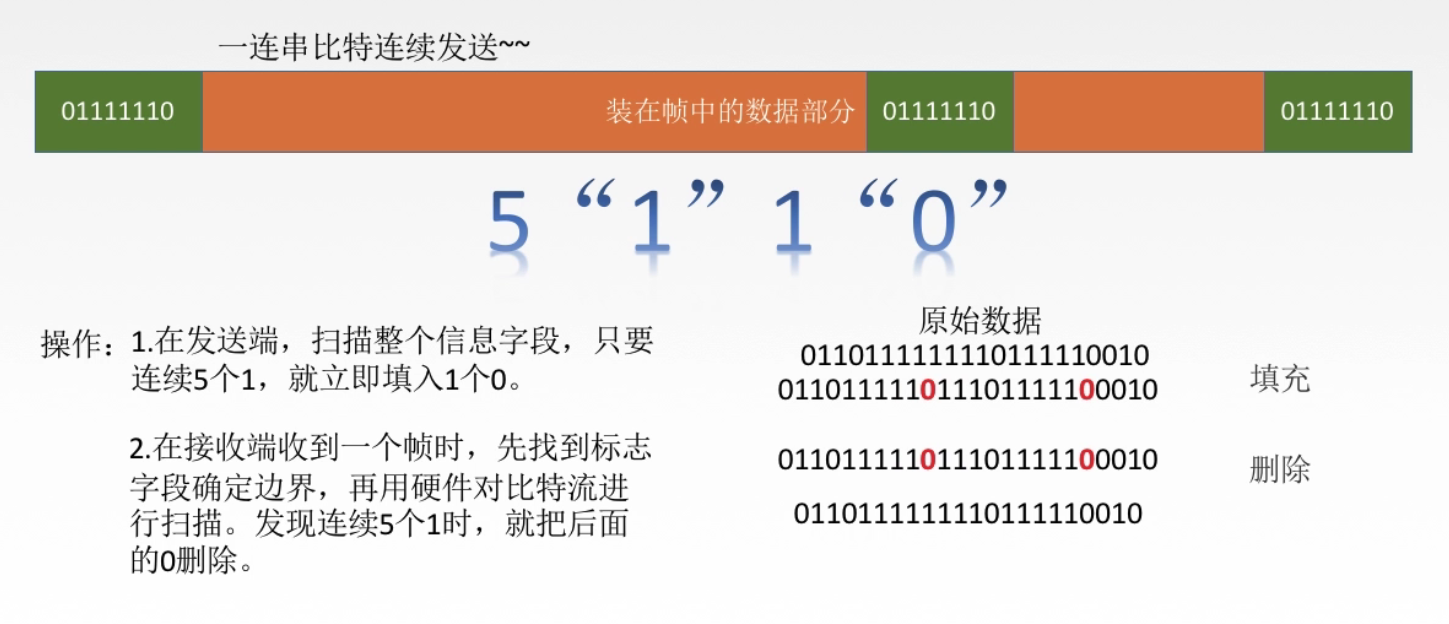 一连串比特连续发送~~
01111110 装在帧中的数据部分 01111110 01111110
5“1”1“0”
操作：1.在发送端，扫描整个信息字段，只要
连续5个1，就立即填入1个0。
2.在接收端收到一个帧时，先找到标志
字段确定边界，再用硬件对比特流进
行扫描。发现连续5个1时，就把后面
的0删除。
原始数据
0110111111110111110010
011011111011101111100010
填充
011011111011101111100010
删除
0110111111110111110010